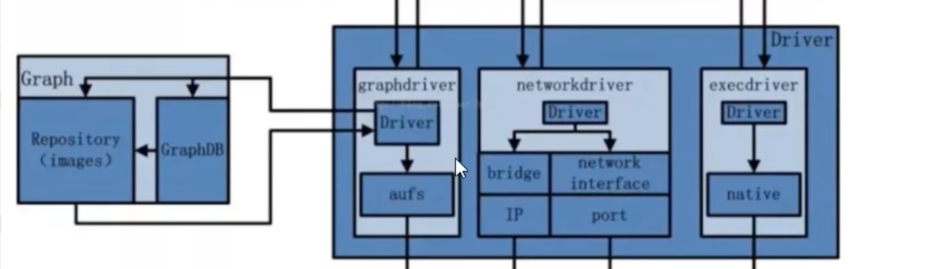 Driver
Graph
graphdriver
networkdriver
execdriver
Driver
Driver
Driver
Repository
(images)
GraphDB
bridge
network
interface
aufs
native
IP
port